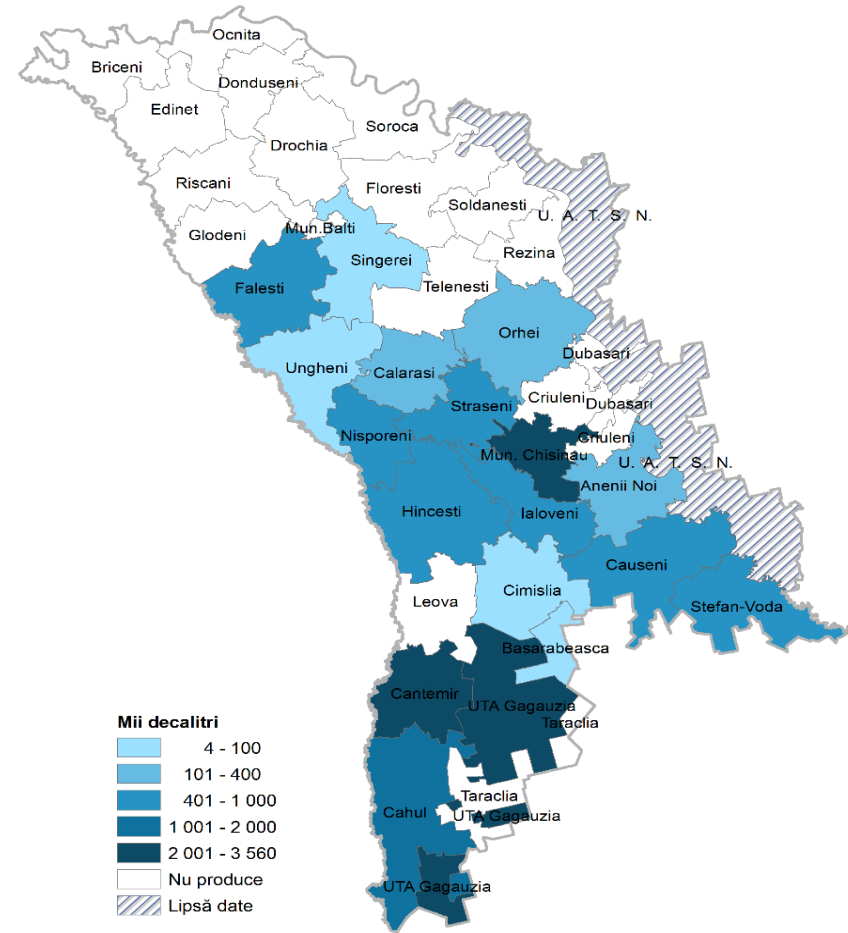 Ocnita
Briceni
Donduseni
Edinet
Soroca
Drochia
Riscani
Floresti
Soldanesti
U. A. T. S. N.
Mun.Balti
Glodeni
Rezina
Singerei
Telenesti
Falesti
Orhei
Dubasari
Ungheni
Calarasi
Criuleni
Dubasari
Straseni
Nisporeni
Criuleni
Mun. Chisinau
U. A. T. S. N.
Anenii Noi
Hincesti
Ialoveni
Causeni
Cimislia
Leova
Stefan-Voda
Basarabeasca
Cantemir
UTA Gagauzia
Taraclia
Taraclia
Cahul
UTA Gagauzia
UTA Gagauzia
Mii decalitri
4 - 100
101 - 400
401 - 1 000
1 001 - 2 000
2 001 - 3 560
Nu produce
Lipsă date